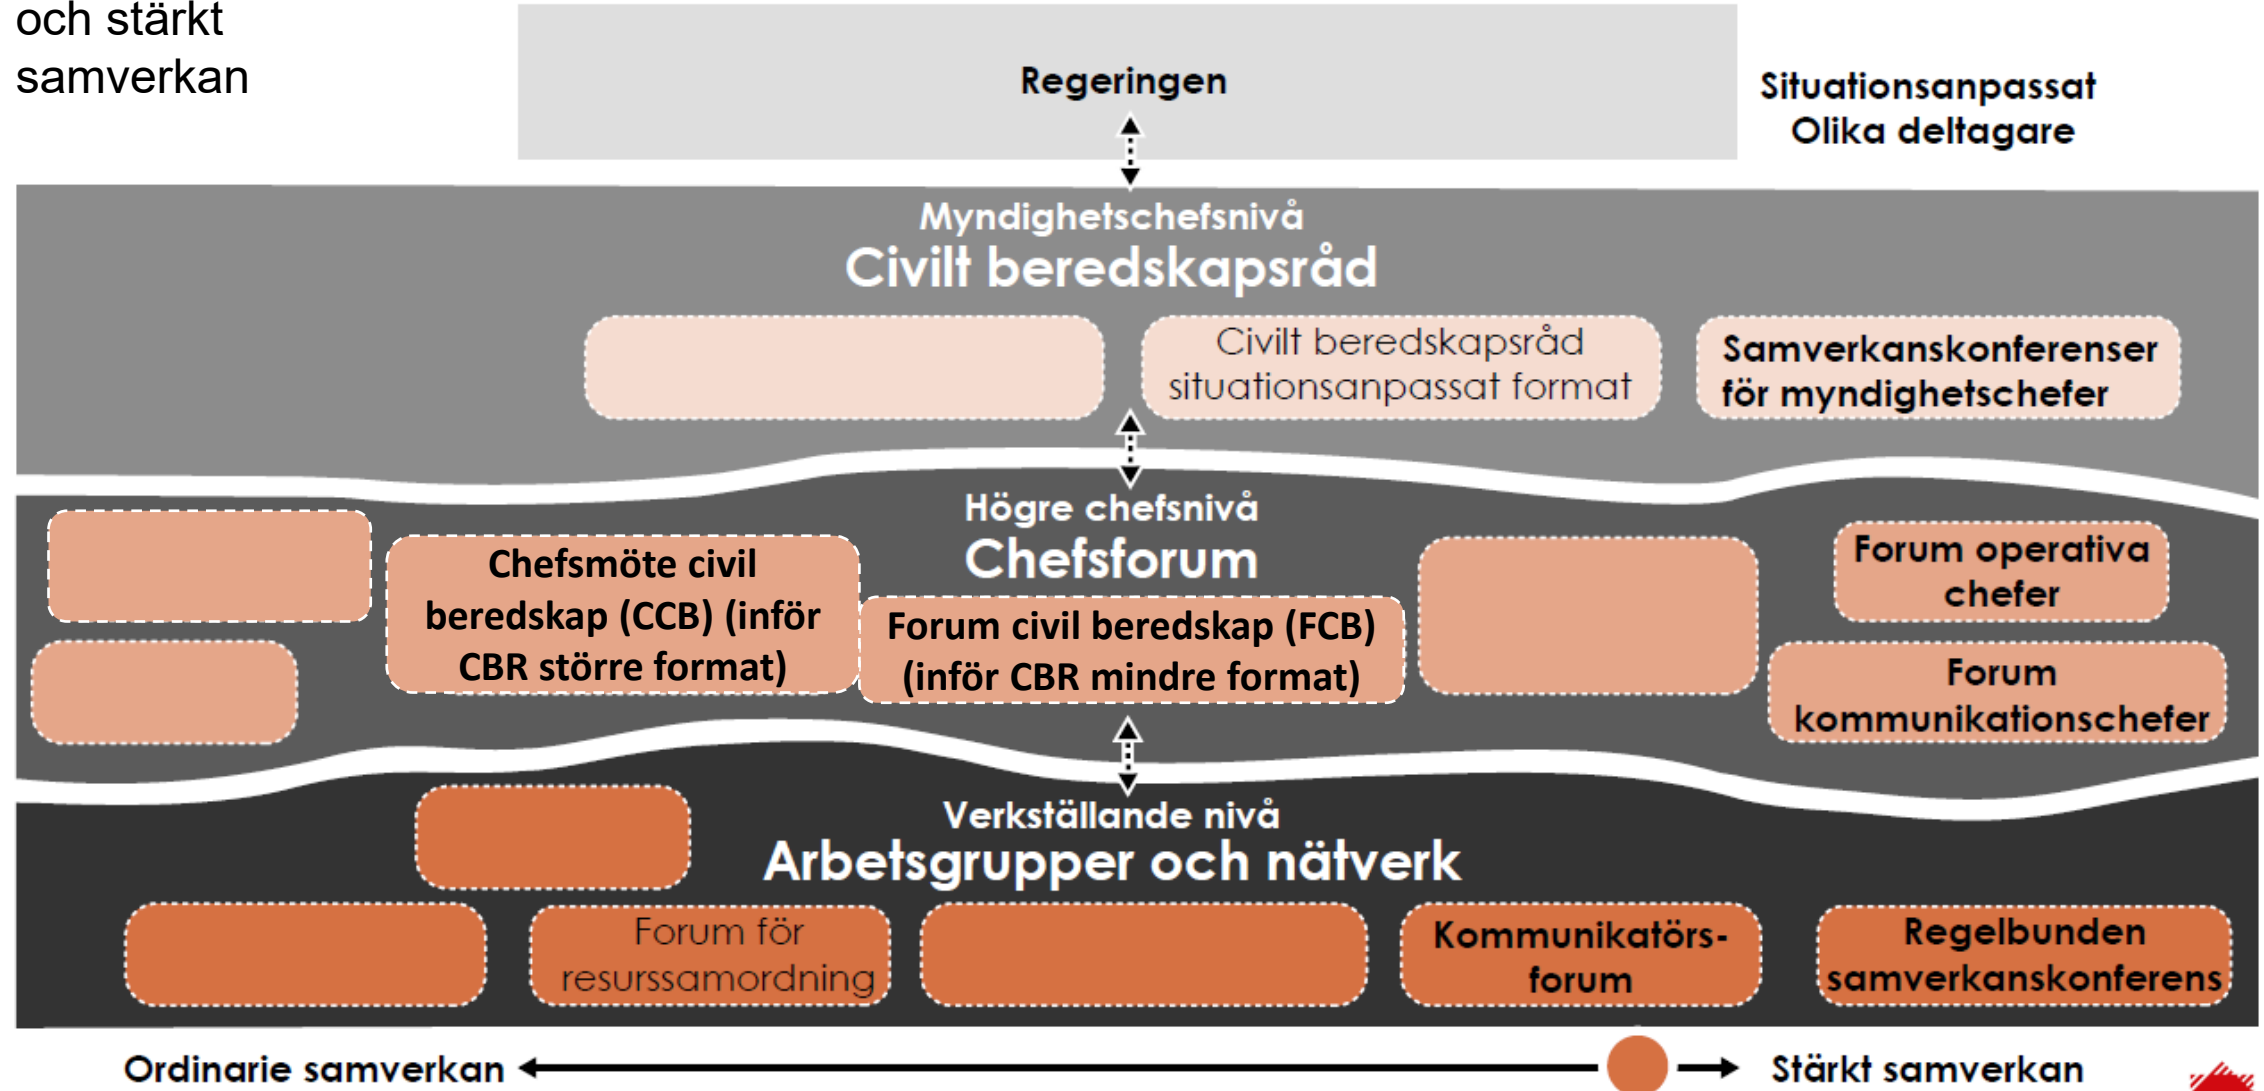 och stärkt
samverkan
Regeringen
Situationsanpassat
Olika deltagare
Myndighetschefsnivå
Civilt beredskapsråd
Civilt beredskapsråd
situationsanpassat format
Samverkanskonferenser
för myndighetschefer
Högre chefsnivå
Chefsforum
Chefsmöte civil
beredskap (CCB) (inför
CBR större format)
Forum civil beredskap (FCB)
(inför CBR mindre format)
Forum operativa
chefer
Forum
kommunikationschefer
Verkställande nivå
Arbetsgrupper och nätverk
Forum för
resurssamordning
Kommunikatörs-
forum
Regelbunden
samverkanskonferens
Ordinarie samverkan
Stärkt samverkan